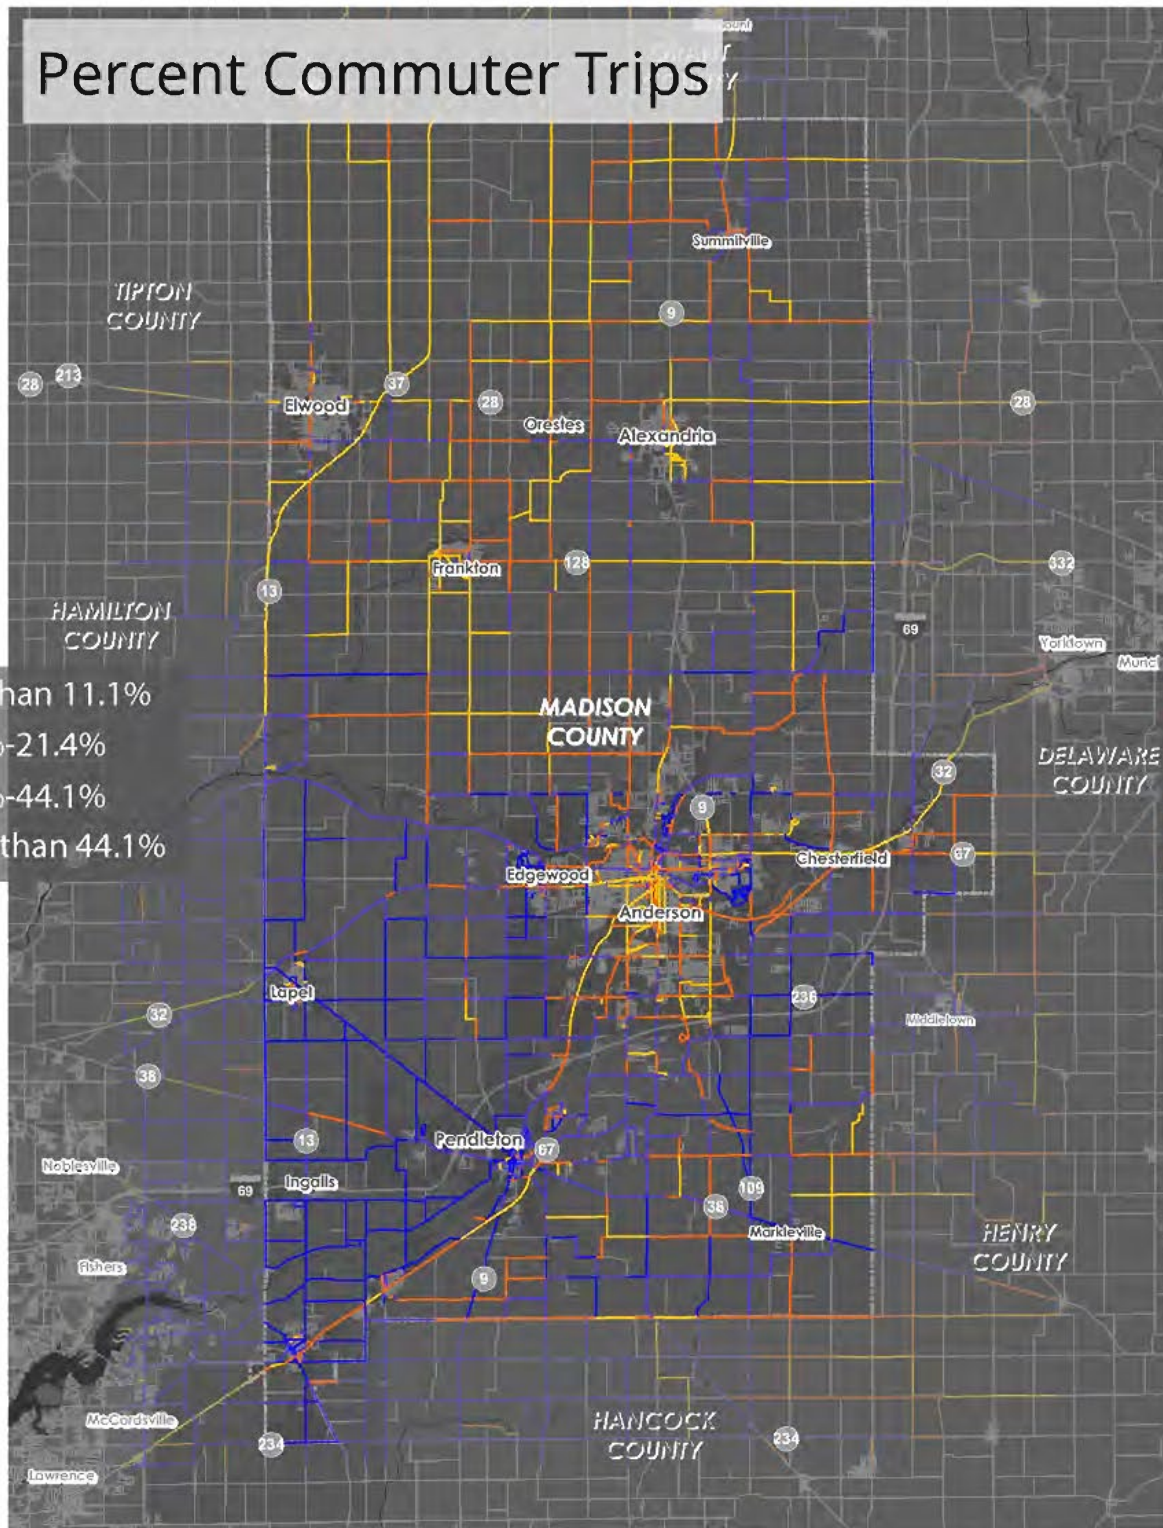 Percent Commuter Trips
Summitville
TIPTON
COUNTY
9
28
213
37
28
28
Elwood
Orestes
Alexandria
Frankton
128
332
13
HAMILTON
COUNTY
69
Yorktown
han 11.1%
-21.4%
-44.1%
than 44.1%
MADISON
COUNTY
DELAWARE
COUNTY
32
9
Chesterfield
67
Edgewood
Anderson
Lapel
236
32
Middletown
38
13
Pendleton
67
Noblesville
69
Ingalls
109
38
238
Markleville
HENRY
COUNTY
Fishers
9
McCordsville
HANCOCK
COUNTY
234
234
Lawrence